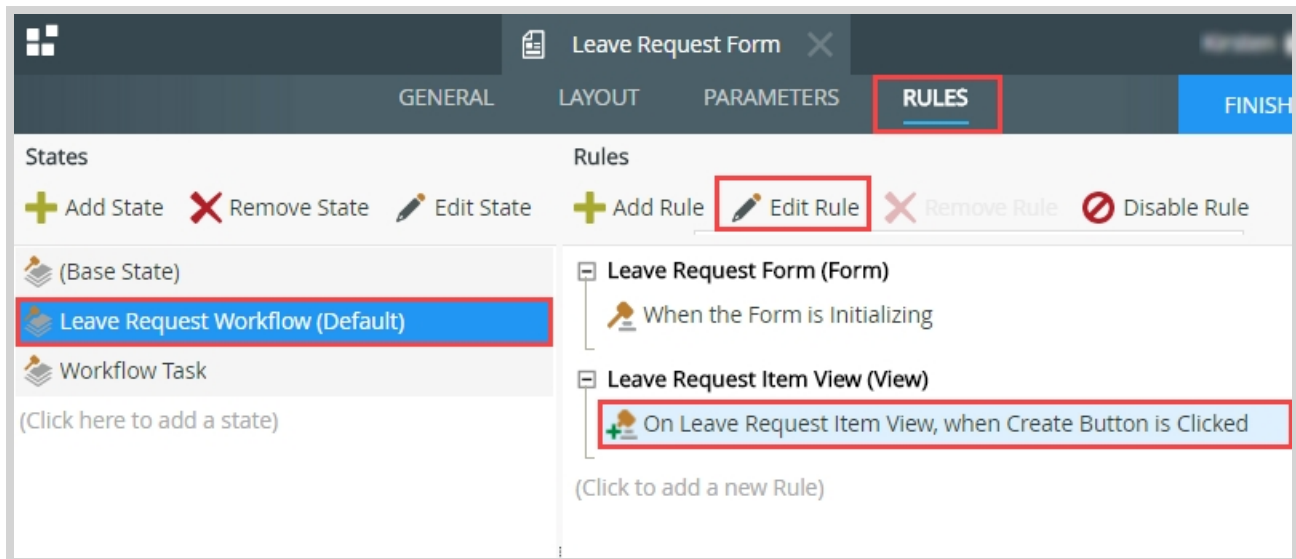 Leave Request Form
GENERAL LAYOUT PARAMETERS RULES FINISH
States
Add State Remove State Edit State
(Base State)
Leave Request Workflow (Default)
Workflow Task
(Click here to add a state)
Rules
Add Rule Edit Rule Remove Rule Disable Rule
Leave Request Form (Form)
When the Form is Initializing
Leave Request Item View (View)
On Leave Request Item View, when Create Button is Clicked
(Click to add a new Rule)